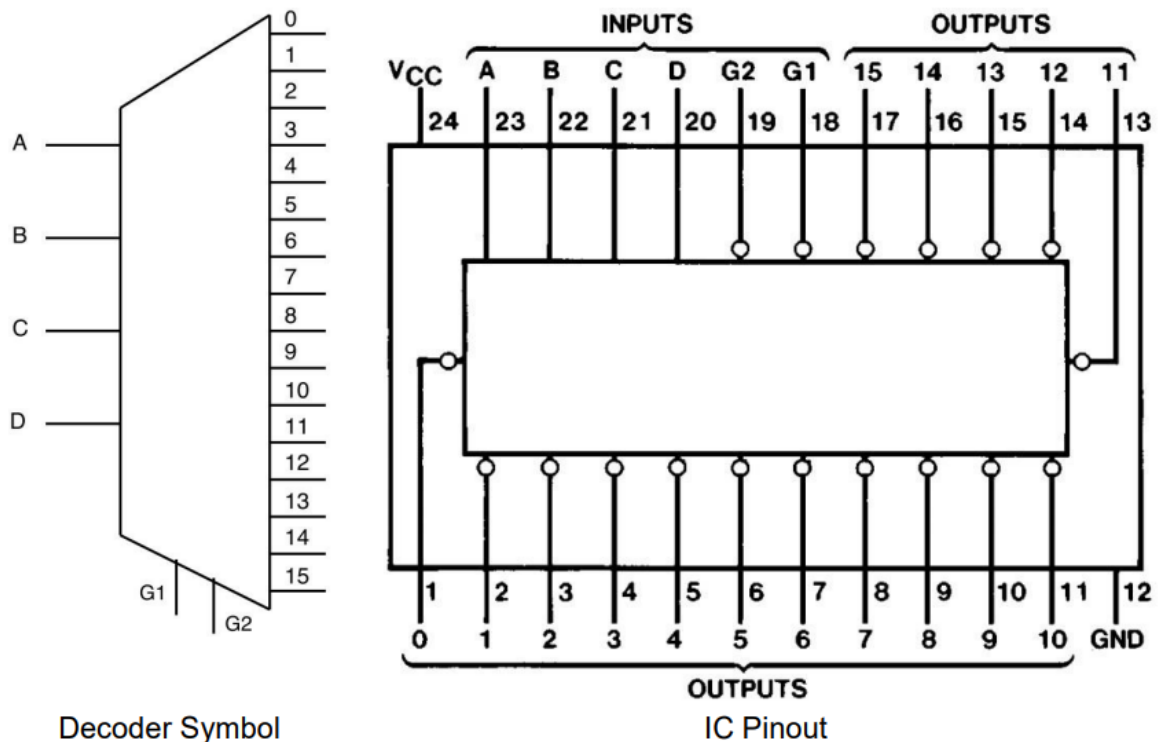 0
1
2
A 3
4
5
B 6
7
C 8
9
10
D 11
12
13
14
G1 15
G2
Decoder Symbol
INPUTS OUTPUTS
VCC A B C D G2 G1 15 14 13 12 11
24 23 22 21 20 19 18 17 16 15 14 13
1 2 3 4 5 6 7 8 9 10 11 12
0 1 2 3 4 5 6 7 8 9 10 GND
OUTPUTS
IC Pinout